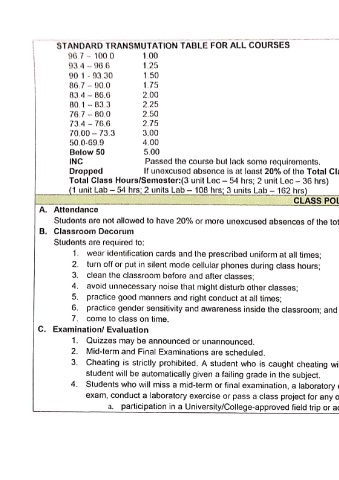 STANDARD TRANSMUTATION TABLE FOR ALL COURSES
96.7 – 100.0 1.00
93.4 – 96.6 1.25
90.1 - 93.30 1.50
86.7 – 90.0 1.75
83.4 – 86.6 2.00
80.1 – 83.3 2.25
76.7 – 80.0 2.50
73.4 – 76.6 2.75
70.00 – 73.3 3.00
50.0-69.9 4.00
Below 50 5.00
INC Passed the course but lack some requirements.
Dropped If unexcused absence is at least 20% of the Total Cl
Total Class Hours/Semester:(3 unit Lec – 54 hrs; 2 unit Lec – 36 hrs)
(1 unit Lab – 54 hrs; 2 units Lab – 108 hrs; 3 units Lab – 162 hrs)
CLASS POL
A. Attendance
Students are not allowed to have 20% or more unexcused absences of the tot
B. Classroom Decorum
Students are required to:
1. wear identification cards and the prescribed uniform at all times;
2. turn off or put in silent mode cellular phones during class hours;
3. clean the classroom before and after classes;
4. avoid unnecessary noise that might disturb other classes;
5. practice good manners and right conduct at all times;
6. practice gender sensitivity and awareness inside the classroom; and
7. come to class on time.
C. Examination/ Evaluation
1. Quizzes may be announced or unannounced.
2. Mid-term and Final Examinations are scheduled.
3. Cheating is strictly prohibited. A student who is caught cheating wi
student will be automatically given a failing grade in the subject.
4. Students who will miss a mid-term or final examination, a laboratory
exam, conduct a laboratory exercise or pass a class project for any o
a. participation in a University/College-approved field trip or a